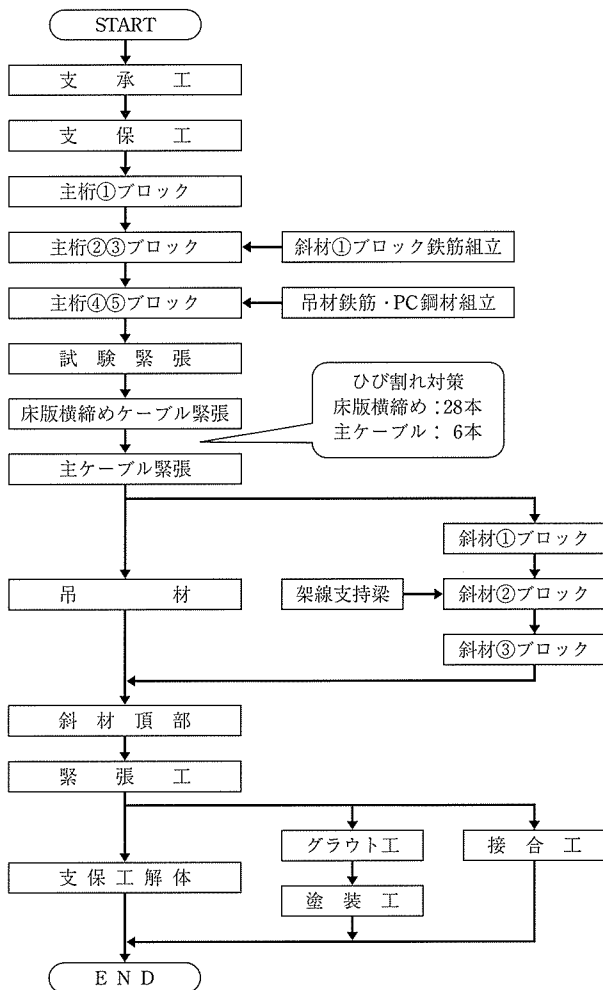 START
支承工
支保工
主桁①ブロック
主桁②③ブロック
斜材①ブロック鉄筋組立
主桁④⑤ブロック
吊材鉄筋・PC鋼材組立
試験緊張
ひび割れ対策
床版横締め：28本
主ケーブル： 6本
床版横締めケーブル緊張
主ケーブル緊張
斜材①ブロック
吊材
架線支持梁
斜材②ブロック
斜材③ブロック
斜材頂部
緊張工
グラウト工
接合工
支保工解体
塗装工
END